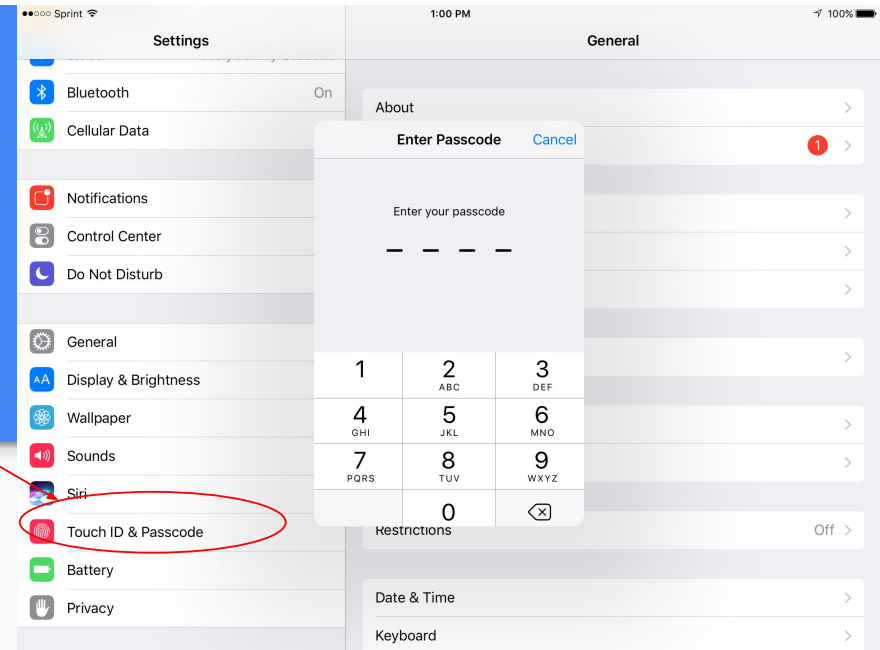 Sprint
1:00 PM
100%
Settings
General
Bluetooth
On
Cellular Data
Notifications
Control Center
Do Not Disturb
General
AA
Display & Brightness
Wallpaper
Sounds
Siri
Touch ID & Passcode
Battery
Privacy
About
1
Enter Passcode
Cancel
Enter your passcode
1
2
3
ABC
DEF
4
5
6
GHI
JKL
MNO
7
8
9
PQRS
TUV
WXYZ
0
Restrictions
Off
Date & Time
Keyboard